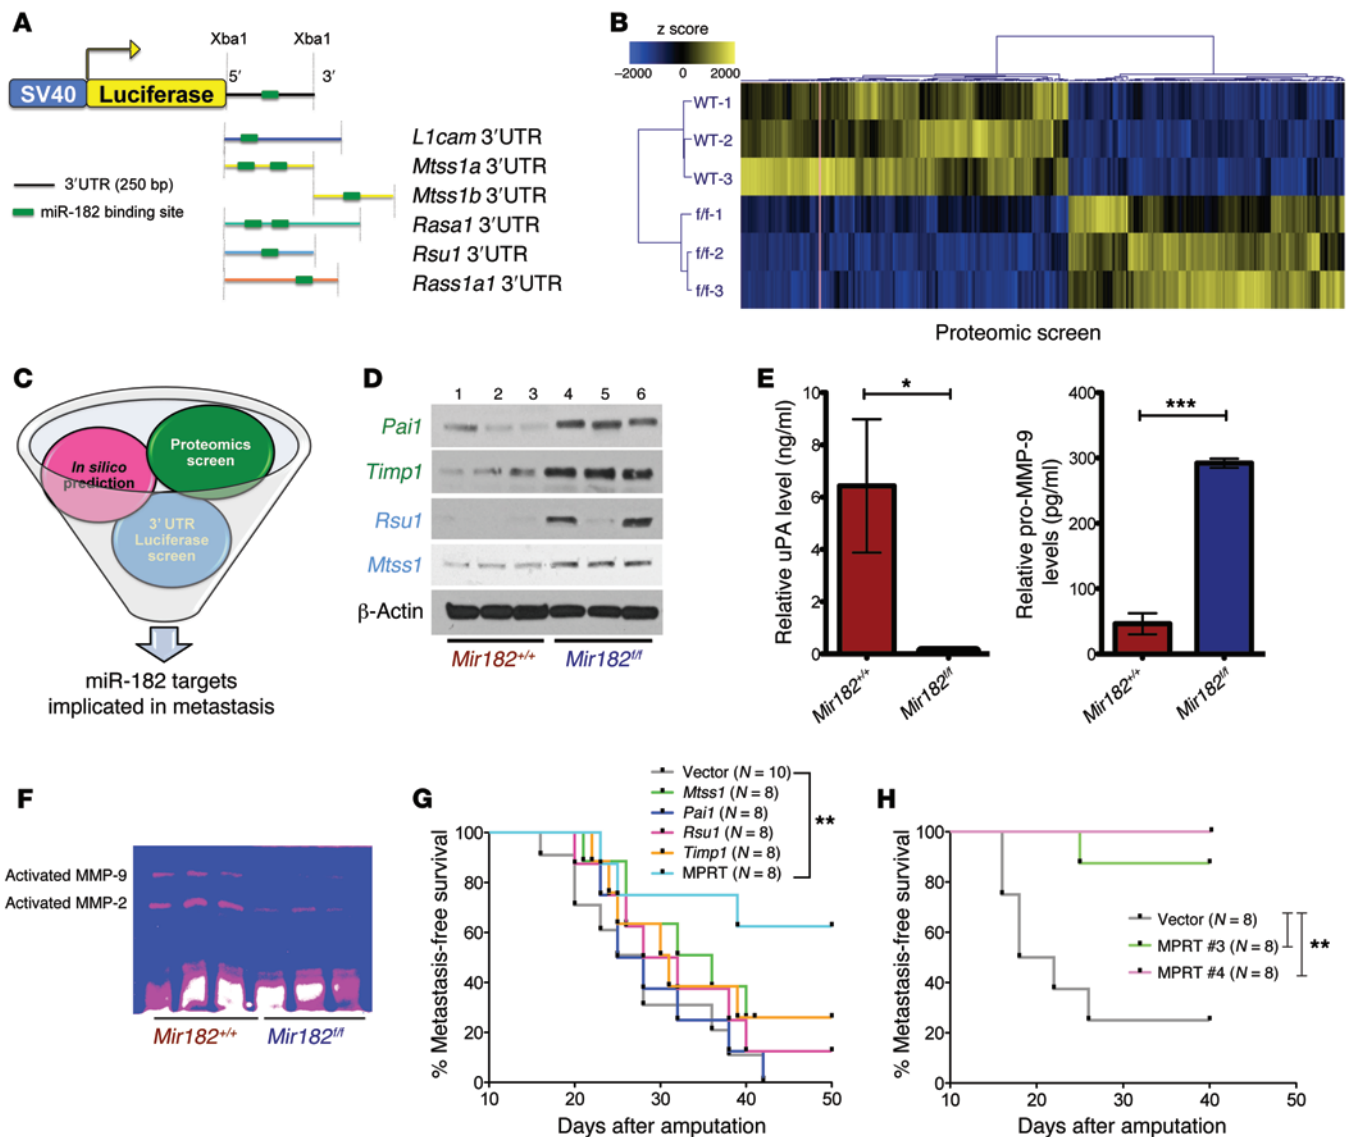 A
Xba1 Xba1
5′ 3′
SV40 Luciferase
L1cam 3′UTR
Mtss1a 3′UTR
Mtss1b 3′UTR
Rasa1 3′UTR
Rsu1 3′UTR
Rass1a1 3′UTR
3′UTR (250 bp)
miR-182 binding site
B
z score
–2000 0 2000
WT-1
WT-2
WT-3
f/f-1
f/f-2
f/f-3
Proteomic screen
C
In silico
prediction
Proteomics
screen
3′ UTR
Luciferase
screen
miR-182 targets
implicated in metastasis
D
1 2 3 4 5 6
Pai1
Timp1
Rsu1
Mtss1
β-Actin
Mir182+/+ Mir182f/f
E
Relative uPA level (ng/ml)
10
8
6
4
2
0
*
Mir182+/+
Mir182f/f
Relative pro-MMP-9
levels (pg/ml)
400
300
200
100
0
***
Mir182+/+
Mir182f/f
F
Activated MMP-9
Activated MMP-2
Mir182+/+ Mir182f/f
G
% Metastasis-free survival
100
80
60
40
20
0
10 20 30 40 50
Days after amputation
Vector (N = 10)
Mtss1 (N = 8)
Pai1 (N = 8)
Rsu1 (N = 8)
Timp1 (N = 8)
MPRT (N = 8)
**
H
% Metastasis-free survival
100
80
60
40
20
0
10 20 30 40 50
Days after amputation
Vector (N = 8)
MPRT #3 (N = 8)
MPRT #4 (N = 8)
**